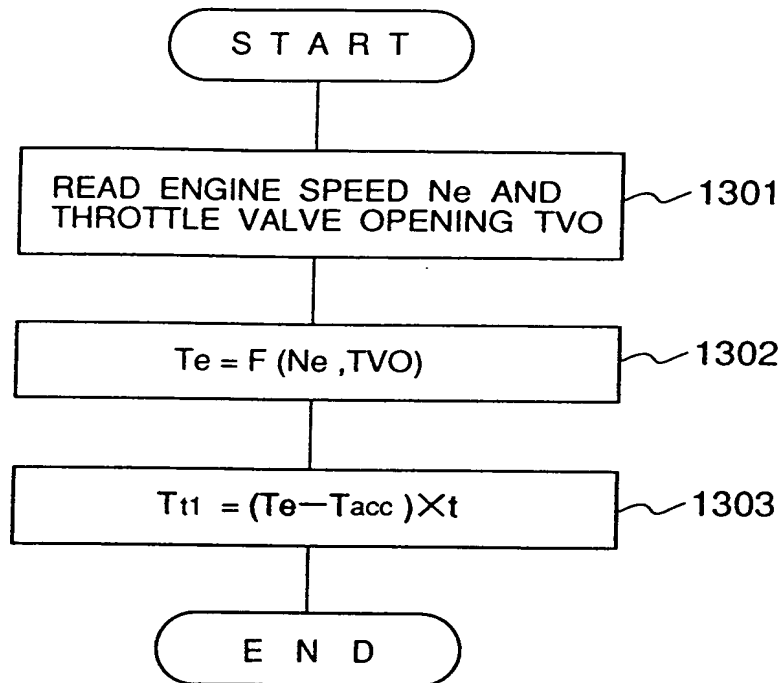 START
READ ENGINE SPEED Ne AND
THROTTLE VALVE OPENING TVO
1301
Te = F (Ne ,TVO)
1302
Tt1 = (Te−Tacc)×t
1303
END